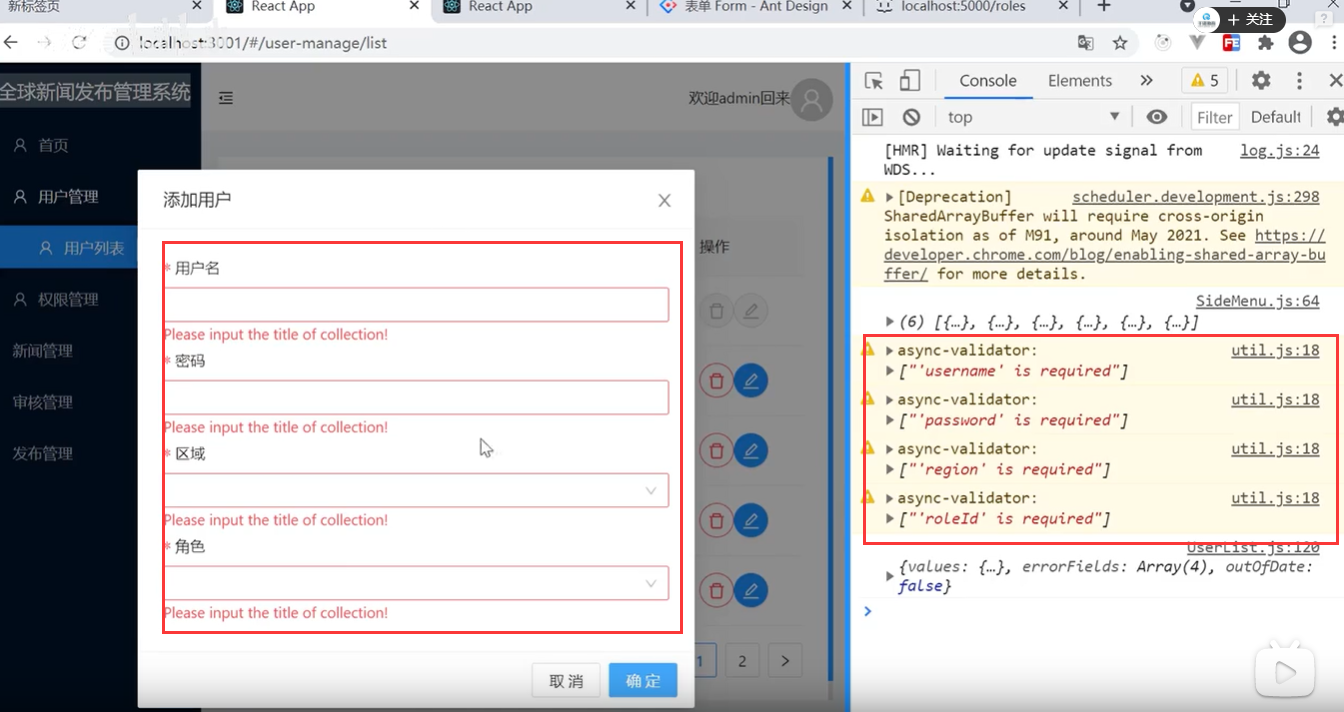 新标签页
React App
React App
表单 Form - Ant Design
localhost:5000/roles
+ 关注
localhost:3001/#/user-manage/list
全球新闻发布管理系统
欢迎admin回来
首页
用户管理
用户列表
权限管理
新闻管理
审核管理
发布管理
操作
添加用户
* 用户名
Please input the title of collection!
* 密码
Please input the title of collection!
* 区域
Please input the title of collection!
* 角色
Please input the title of collection!
取消
确定
1
2
Console
Elements
5
top
Filter
Default
[HMR] Waiting for update signal from log.js:24
WDS...
[Deprecation] scheduler.development.js:298
SharedArrayBuffer will require cross-origin
isolation as of M91, around May 2021. See https://
developer.chrome.com/blog/enabling-shared-array-bu
ffer/ for more details.
SideMenu.js:64
(6) [{…}, {…}, {…}, {…}, {…}, {…}]
async-validator: util.js:18
["'username' is required"]
async-validator: util.js:18
["'password' is required"]
async-validator: util.js:18
["'region' is required"]
async-validator: util.js:18
["'roleId' is required"]
UserList.js:120
{values: {…}, errorFields: Array(4), outOfDate:
false}